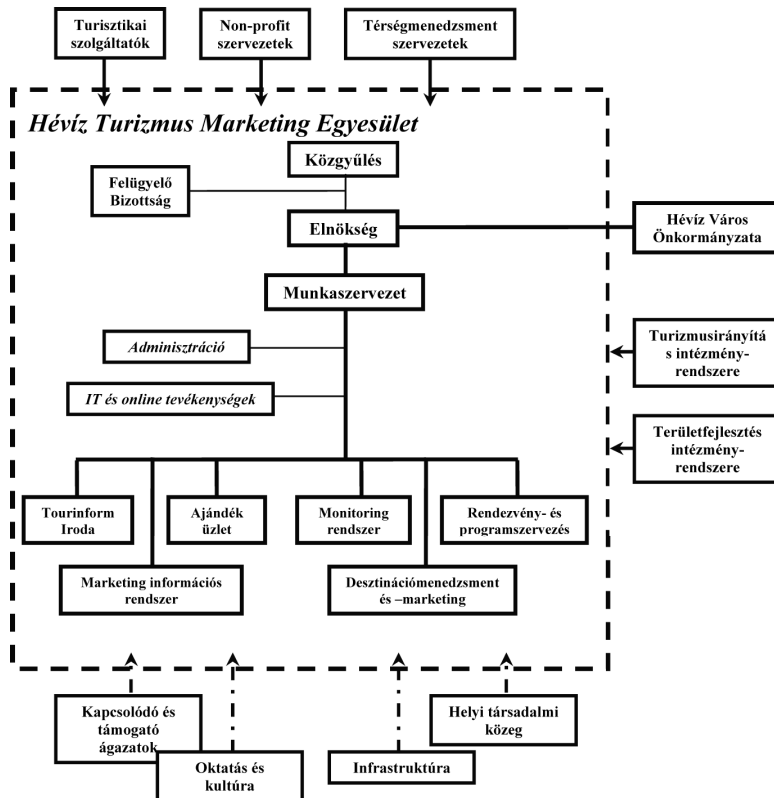 Turisztikai
szolgáltatók
Non-profit
szervezetek
Térségmenedzsment
szervezetek
Hévíz Turizmus Marketing Egyesület
Közgyűlés
Felügyelő
Bizottság
Elnökség
Hévíz Város
Önkormányzata
Munkaszervezet
Turizmusirányítá
s intézmény-
rendszere
Adminisztráció
IT és online tevékenységek
Területfejlesztés
intézmény-
rendszere
Tourinform
Iroda
Ajándék
üzlet
Monitoring
rendszer
Rendezvény- és
programszervezés
Marketing információs
rendszer
Desztinációmenedzsment
és –marketing
Kapcsolódó és
támogató
ágazatok
Oktatás és
kultúra
Infrastruktúra
Helyi társadalmi
közeg